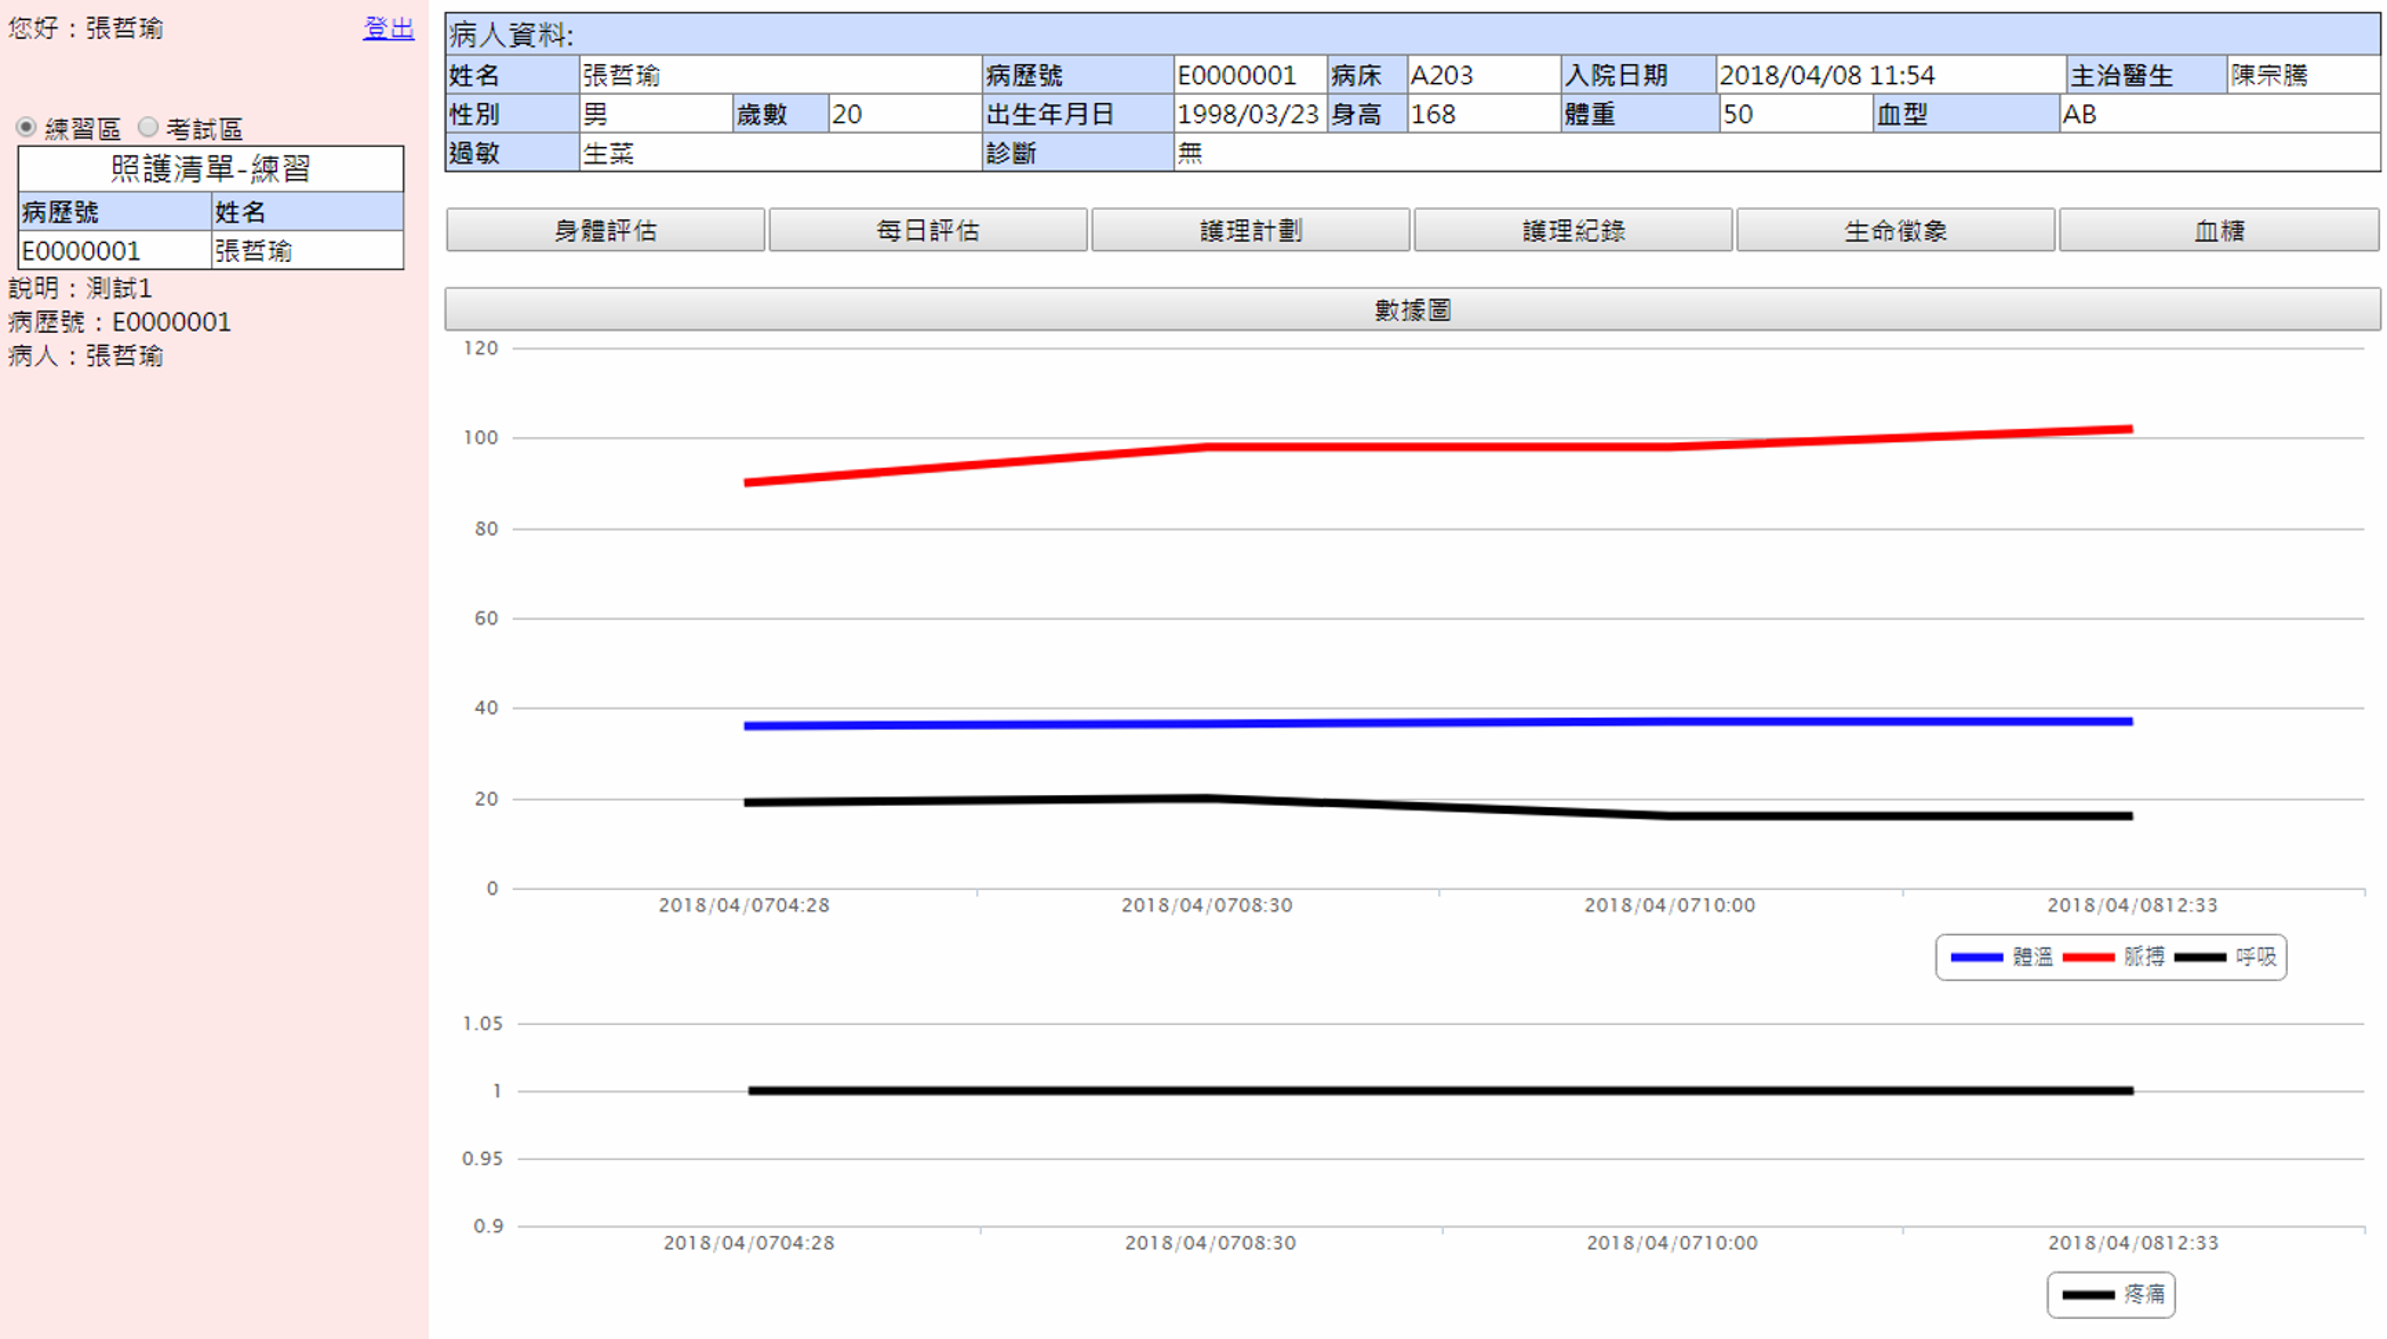 您好：張哲瑜 登出
練習區 考試區
照護清單-練習
病歷號 姓名
E0000001 張哲瑜
說明：測試1
病歷號：E0000001
病人：張哲瑜
病人資料:
姓名 張哲瑜 病歷號 E0000001 病床 A203 入院日期 2018/04/08 11:54 主治醫生 陳宗騰
性別 男 歲數 20 出生年月日 1998/03/23 身高 168 體重 50 血型 AB
過敏 生菜 診斷 無
身體評估 每日評估 護理計劃 護理紀錄 生命徵象 血糖
數據圖
120
100
80
60
40
20
0
2018/04/0704:28 2018/04/0708:30 2018/04/0710:00 2018/04/0812:33
體溫 脈搏 呼吸
1.05
1
0.95
0.9
2018/04/0704:28 2018/04/0708:30 2018/04/0710:00 2018/04/0812:33
疼痛